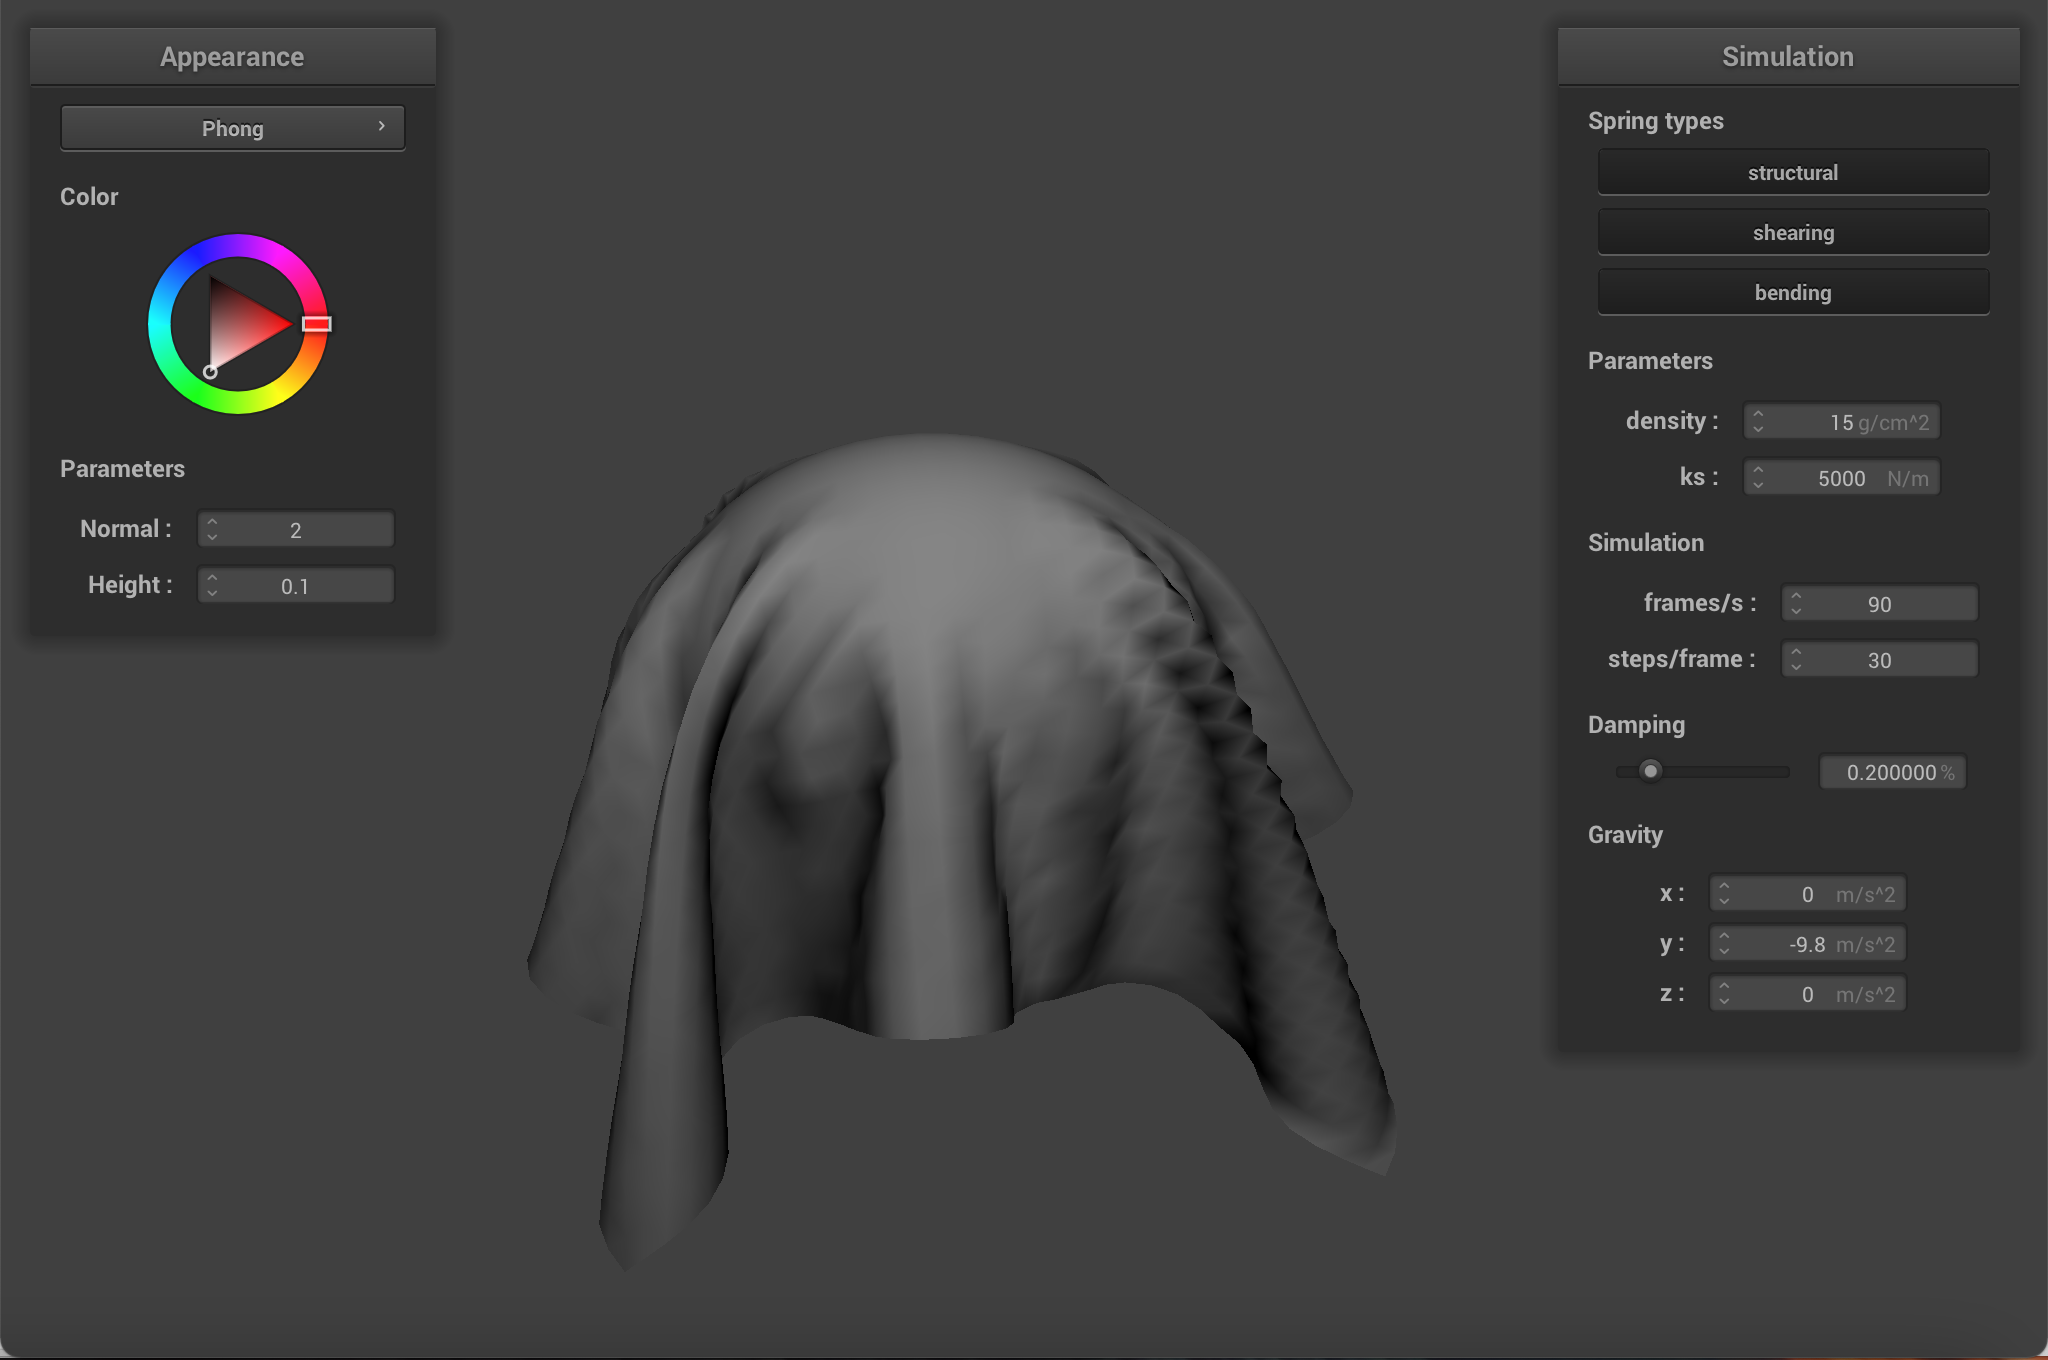 Appearance
Phong
Color
Parameters
Normal : 2
Height : 0.1
Simulation
Spring types
structural
shearing
bending
Parameters
density : 15 g/cm^2
ks : 5000 N/m
Simulation
frames/s : 90
steps/frame : 30
Damping
0.200000 %
Gravity
x : 0 m/s^2
y : -9.8 m/s^2
z : 0 m/s^2